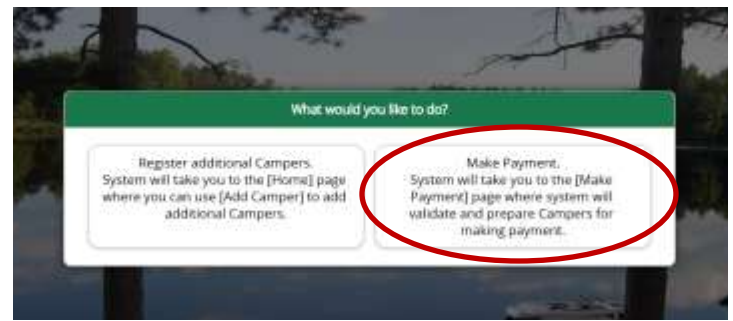 What would you like to do?
Register additional Campers.
System will take you to the [Home] page
where you can use [Add Camper] to add
additional Campers.
Make Payment.
System will take you to the [Make
Payment] page where system will
validate and prepare Campers for
making payment.